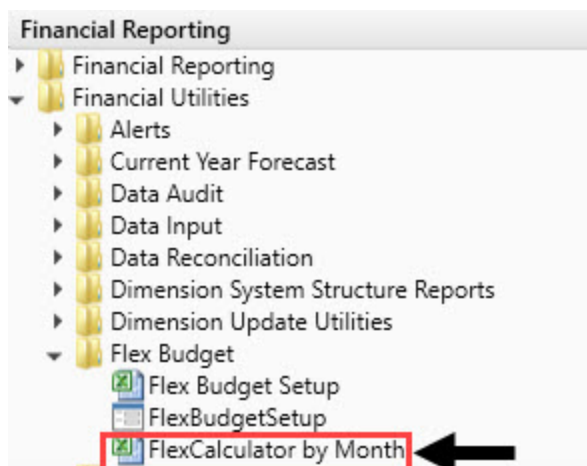 Financial Reporting
Financial Reporting
Financial Utilities
Alerts
Current Year Forecast
Data Audit
Data Input
Data Reconciliation
Dimension System Structure Reports
Dimension Update Utilities
Flex Budget
Flex Budget Setup
FlexBudgetSetup
FlexCalculator by Month